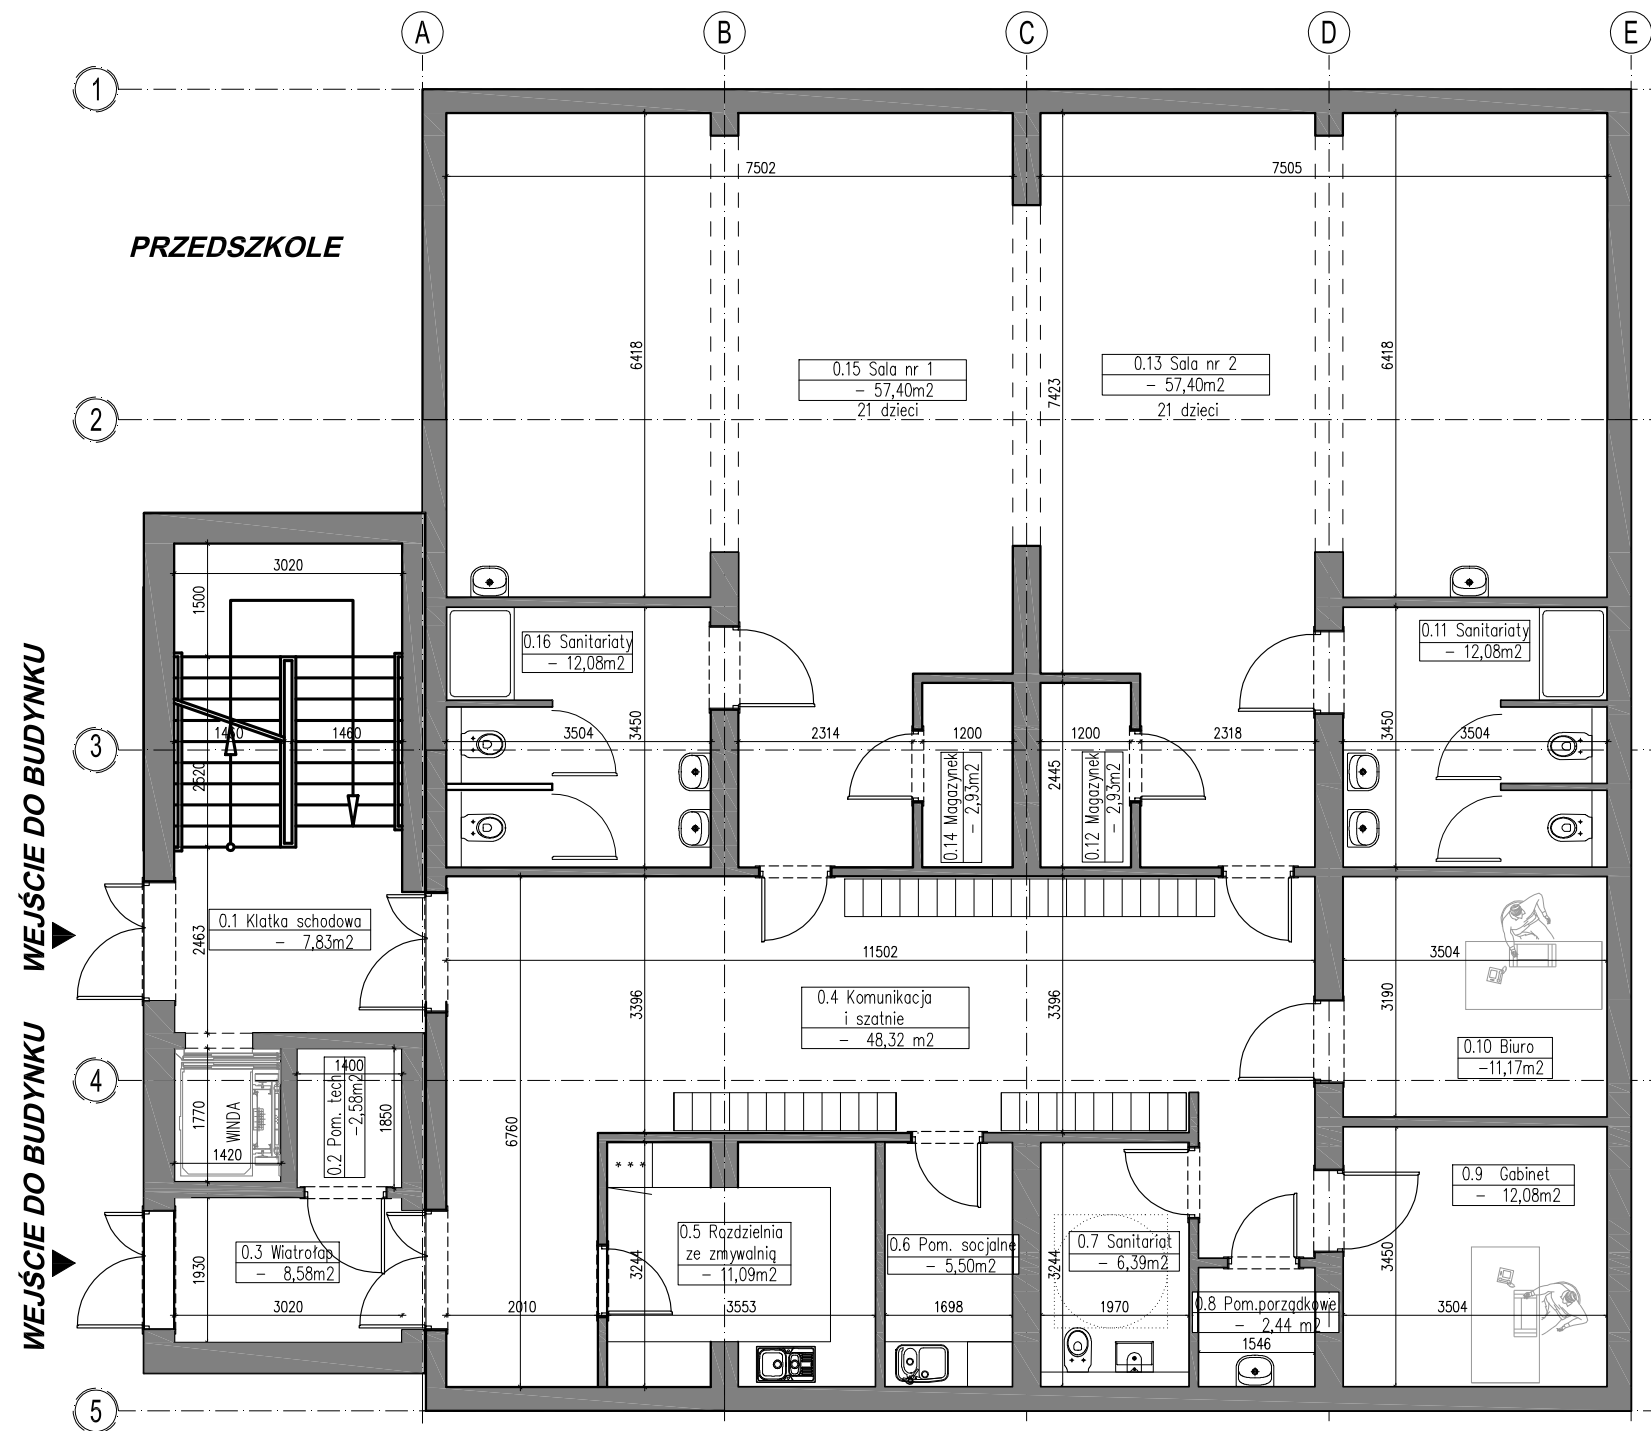 A
B
C
D
E
1
7502
7505
PRZEDSZKOLE
6418
7423
6418
0.15 Sala nr 1
- 57,40m2
21 dzieci
0.13 Sala nr 2
- 57,40m2
21 dzieci
2
3020
1500
0.16 Sanitariaty
- 12,08m2
0.11 Sanitariaty
- 12,08m2
WEJŚCIE DO BUDYNKU
3
1460
1460
2520
3504
3450
2314
1200
1200
2318
3450
3504
2445
0.14 Magazynek
- 2,93m2
0.12 Magazynek
- 2,93m2
0.1 Klatka schodowa
- 7,83m2
2463
11502
3504
3396
3396
3190
0.4 Komunikacja
i szatnie
- 48,32 m2
0.10 Biuro
-11,17m2
WEJŚCIE DO BUDYNKU
4
1400
0.2 Pom. tech.
-2,58m2
1770
WINDA
1850
1420
6760
***
0.9 Gabinet
- 12,08m2
0.5 Rozdzielnia
ze zmywalnią
- 11,09m2
0.6 Pom. socjalne
- 5,50m2
0.7 Sanitariat
- 6,39m2
0.3 Wiatrołap
- 8,58m2
1930
3244
3244
3450
3020
2010
3553
1698
1970
0.8 Pom.porządkowe
- 2,44 m2
3504
1546
5